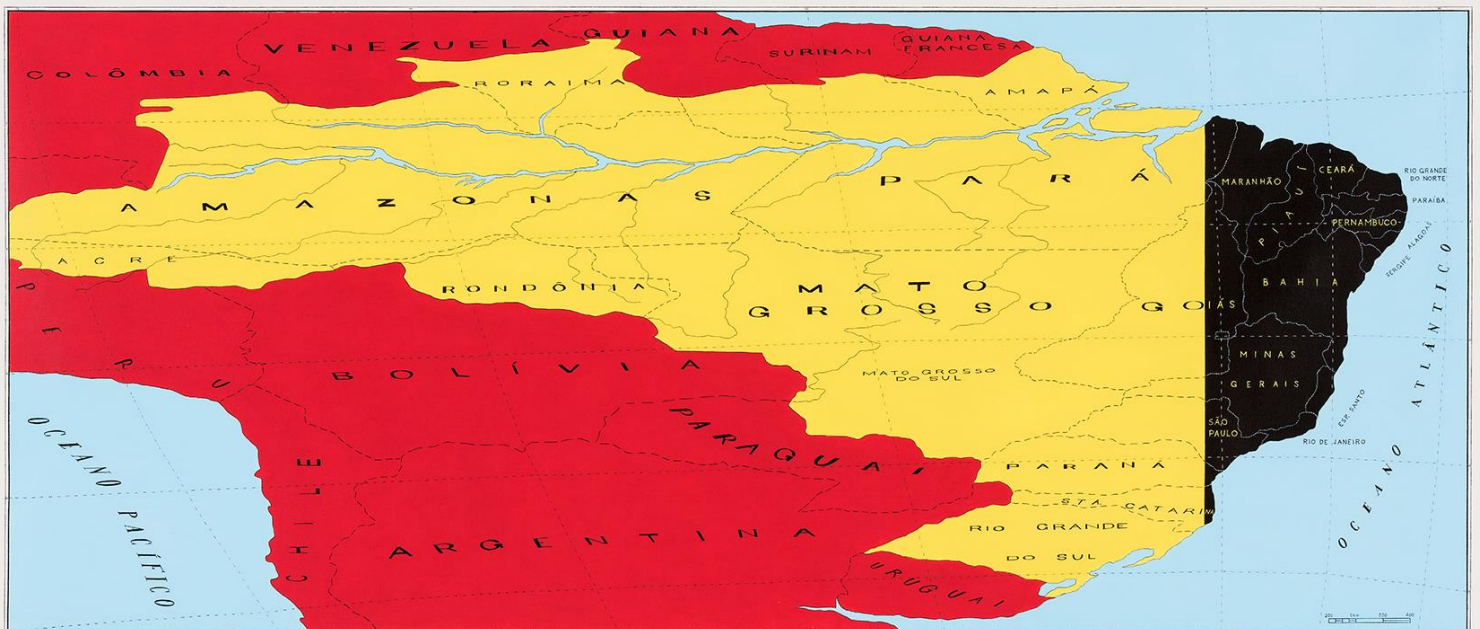 VENEZUELA
GUIANA
SURINAM
GUIANA
FRANCESA
COLÔMBIA
RORAIMA
AMAPÁ
AMAZONAS
PARÁ
MARANHÃO
PIAUI
CEARÁ
RIO GRANDE
DO NORTE
PARAÍBA
PERNAMBUCO
ALAGOAS
SERGIPE
ACRE
RONDÔNIA
MATO
GROSSO
GOIÁS
BAHIA
PERU
BOLÍVIA
MATO GROSSO
DO SUL
MINAS
GERAIS
ESP. SANTO
OCEANO ATLÂNTICO
PARAGUAI
SÃO
PAULO
RIO DE JANEIRO
OCEANO PACÍFICO
CHILE
PARANÁ
STA CATARINA
ARGENTINA
RIO GRANDE
DO SUL
URUGUAI